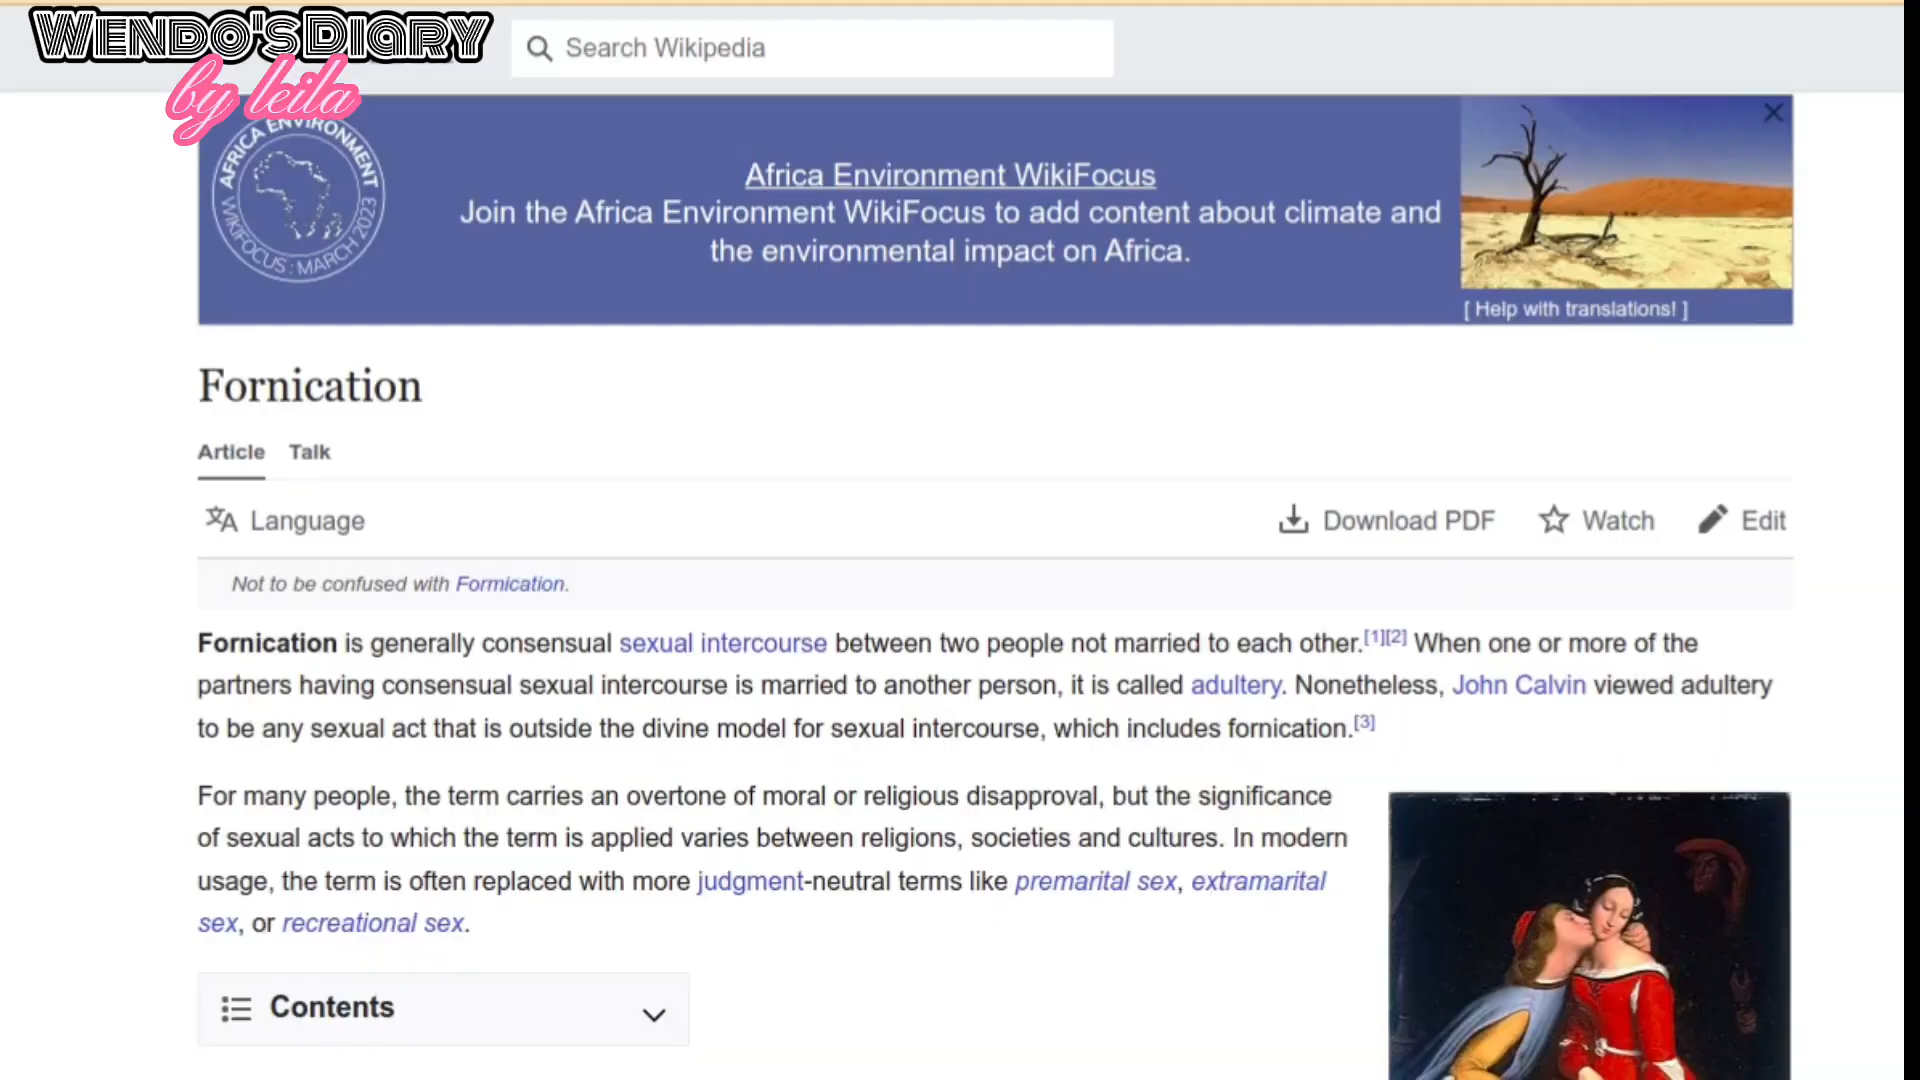 WENDO'S DIARY
by leila
Search Wikipedia
AFRICA ENVIRONMENT
WIKIFOCUS : MARCH 2023
Africa Environment WikiFocus
Join the Africa Environment WikiFocus to add content about climate and
the environmental impact on Africa.
[ Help with translations! ]
Fornication
Article Talk
Language Download PDF Watch Edit
Not to be confused with Formication.
Fornication is generally consensual sexual intercourse between two people not married to each other.[1][2] When one or more of the
partners having consensual sexual intercourse is married to another person, it is called adultery. Nonetheless, John Calvin viewed adultery
to be any sexual act that is outside the divine model for sexual intercourse, which includes fornication.[3]
For many people, the term carries an overtone of moral or religious disapproval, but the significance
of sexual acts to which the term is applied varies between religions, societies and cultures. In modern
usage, the term is often replaced with more judgment-neutral terms like premarital sex, extramarital
sex, or recreational sex.
Contents